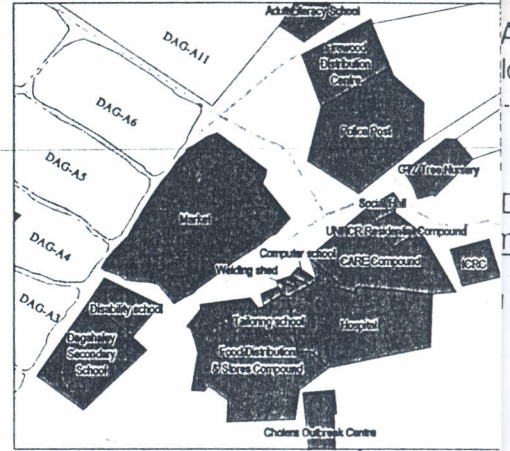 Adult Literacy School
DAG-A11
Firewood
Distribution
Centre
DAG-A6
Police Post
DAG-A5
GTZ Tree Nursery
Social Hall
Market
UNHCR Residential Compound
DAG-A4
Computer school
CARE Compound
ICRC
Welding shed
DAG-A3
Disability school
Tailoring school
Hospital
Dagahaley
Secondary
School
Food Distribution
& Stores Compound
Cholera Outbreak Centre